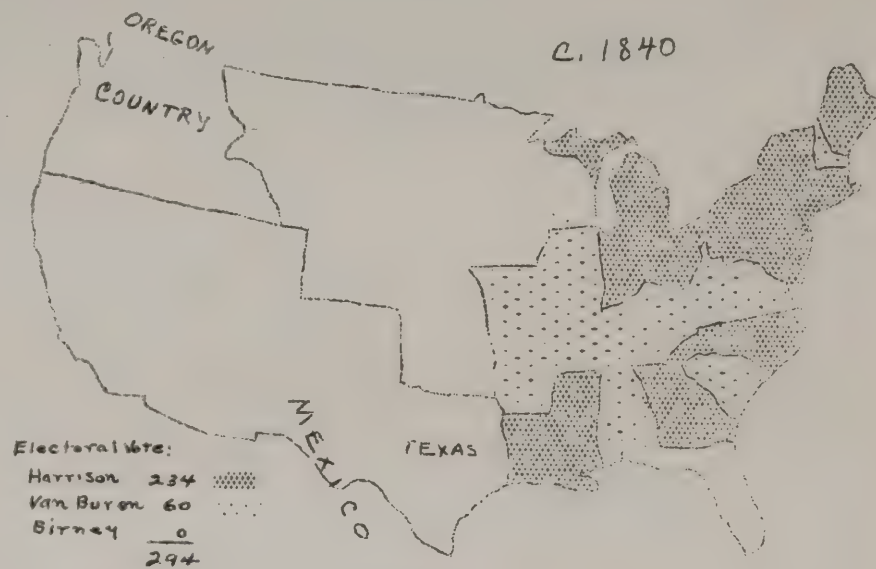 OREGON
COUNTRY
C. 1840
MEXICO
TEXAS
Electoral Vote:
Harrison 234
Van Buren 60
Birney 0
294